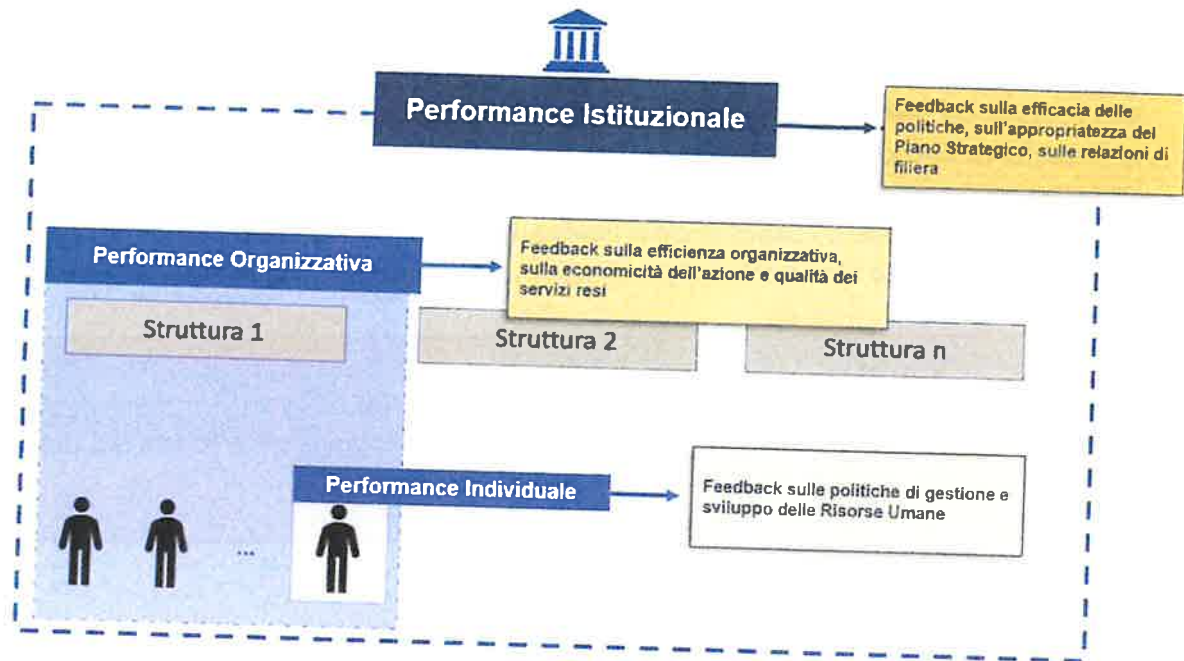 Performance Istituzionale
Feedback sulla efficacia delle
politiche, sull'appropriatezza del
Piano Strategico, sulle relazioni di
filiera
Performance Organizzativa
Feedback sulla efficienza organizzativa,
sulla economicità dell'azione e qualità dei
servizi resi
Struttura 1
Struttura 2
Struttura n
Performance Individuale
Feedback sulle politiche di gestione e
sviluppo delle Risorse Umane
...